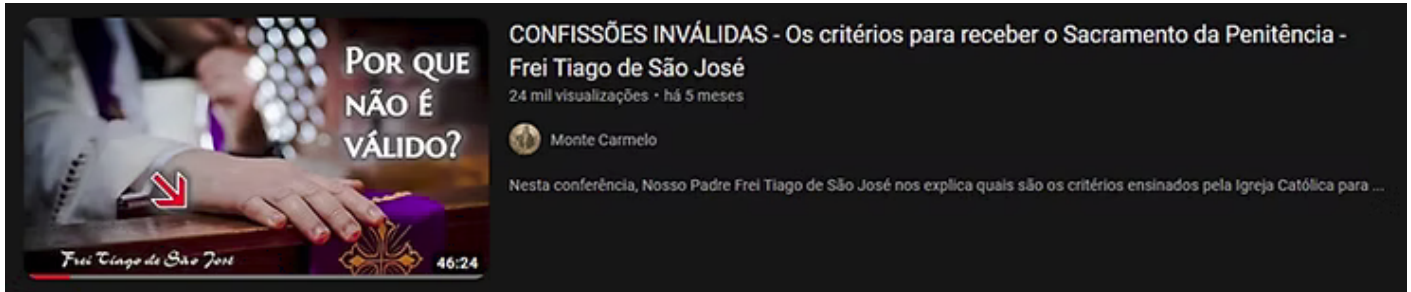 POR QUE
NÃO É
VÁLIDO?
Frei Tiago de São José
46:24
CONFISSÕES INVÁLIDAS - Os critérios para receber o Sacramento da Penitência -
Frei Tiago de São José
24 mil visualizações • há 5 meses
Monte Carmelo
Nesta conferência, Nosso Padre Frei Tiago de São José nos explica quais são os critérios ensinados pela Igreja Católica para ...